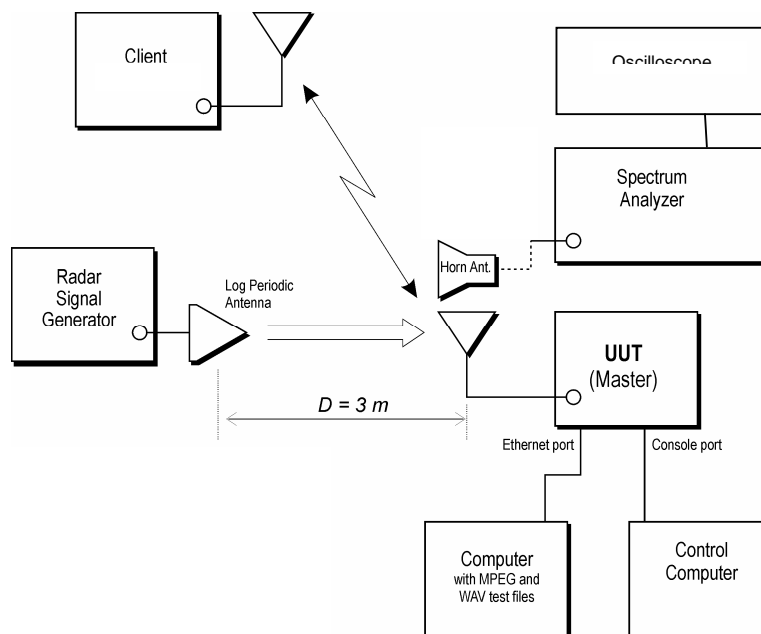 Client
Oscilloscope
Spectrum
Analyzer
Horn Ant.
Radar
Signal
Generator
Log Periodic
Antenna
UUT
(Master)
D = 3 m
Ethernet port
Console port
Computer
with MPEG and
WAV test files
Control
Computer